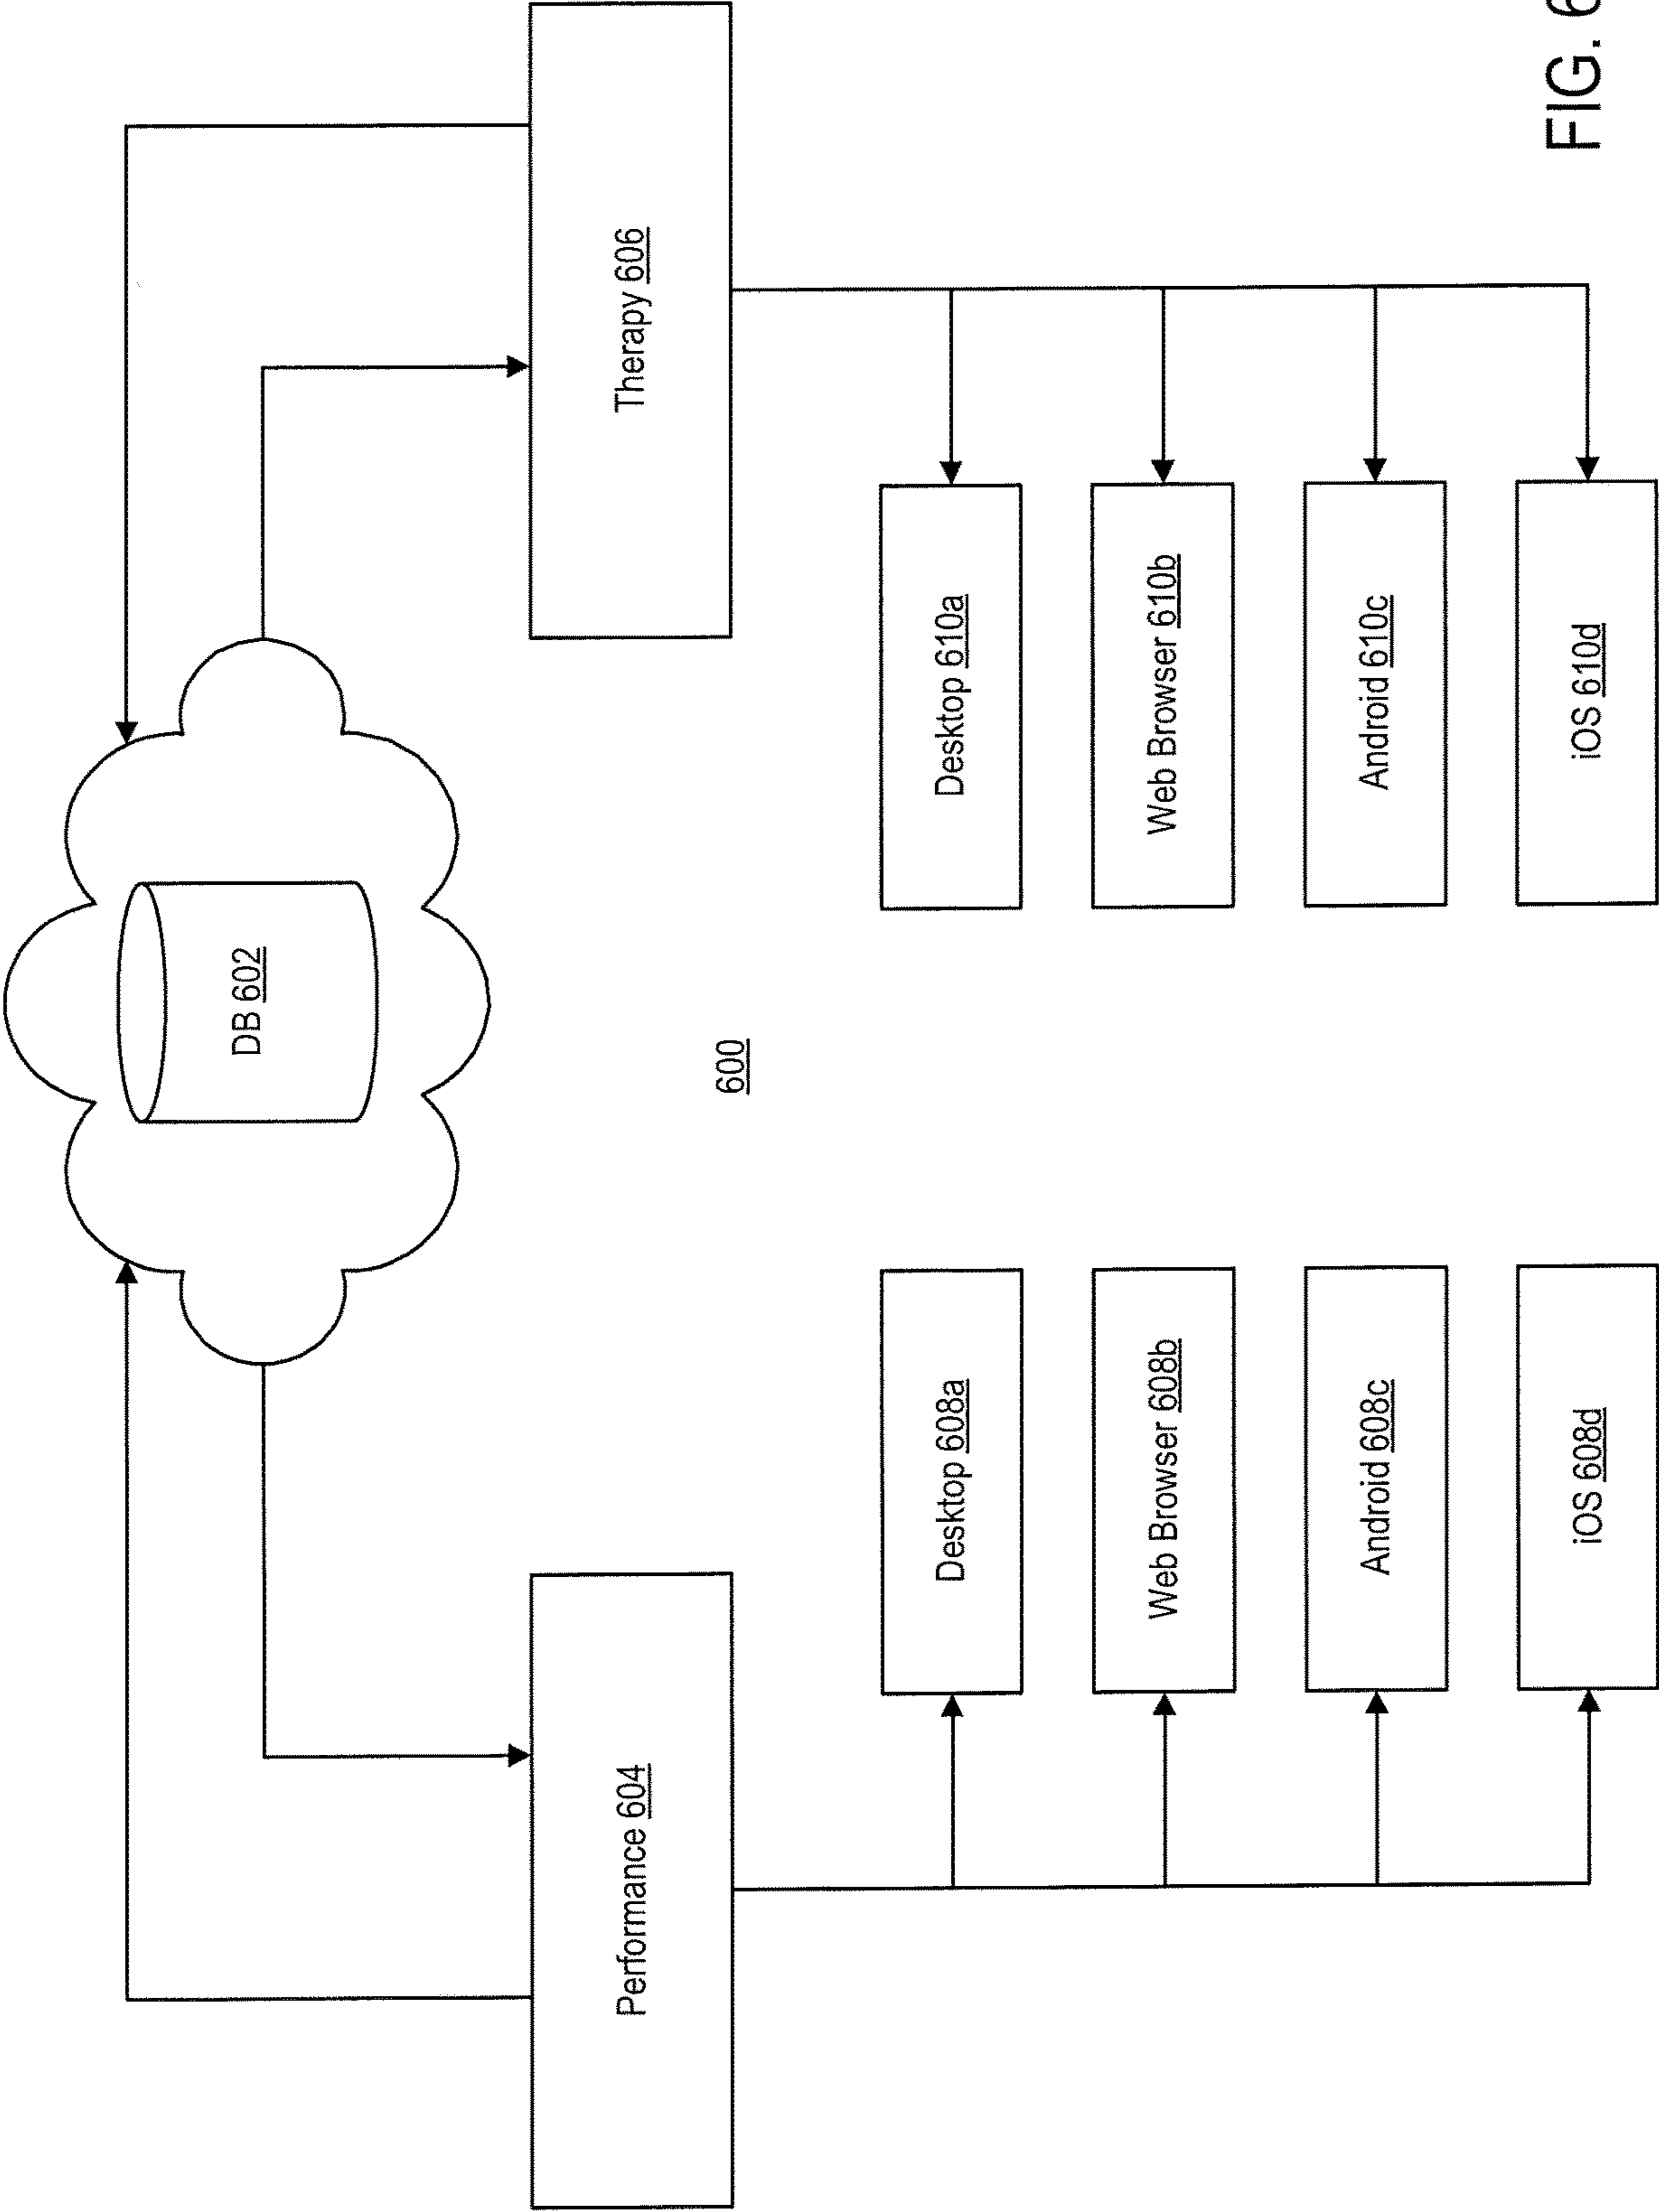 DB 602
Performance 604
Therapy 606
600
Desktop 608a
Desktop 610a
Web Browser 608b
Web Browser 610b
Android 608c
Android 610c
iOS 608d
iOS 610d
FIG. 6